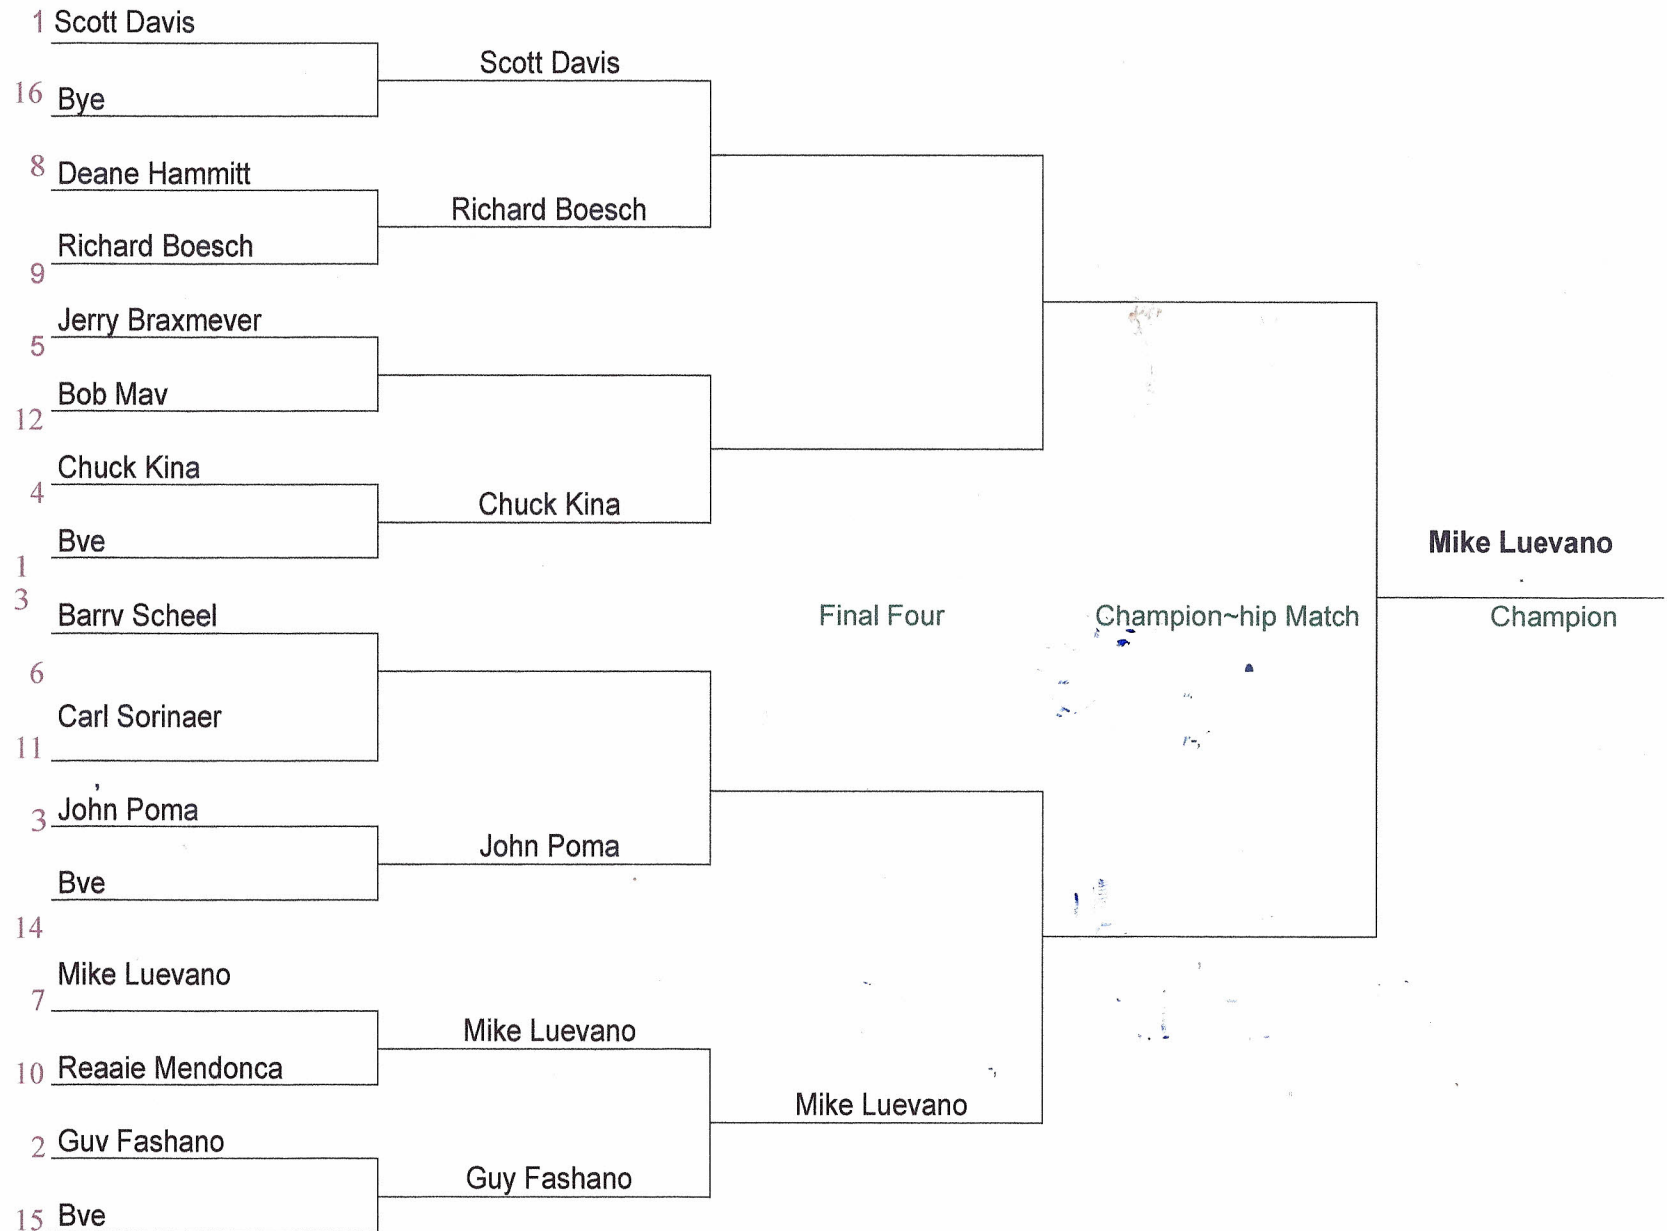 1 Scott Davis
Scott Davis
16 Bye
8 Deane Hammitt
Richard Boesch
Richard Boesch
9
Jerry Braxmever
5
Bob Mav
12
Chuck Kina
4
Chuck Kina
Bve
1
3
Mike Luevano
Barrv Scheel
Final Four
Champion~hip Match
Champion
6
Carl Sorinaer
11
John Poma
3
John Poma
Bve
14
Mike Luevano
7
Mike Luevano
10 Reaaie Mendonca
Mike Luevano
2 Guv Fashano
Guy Fashano
15 Bve